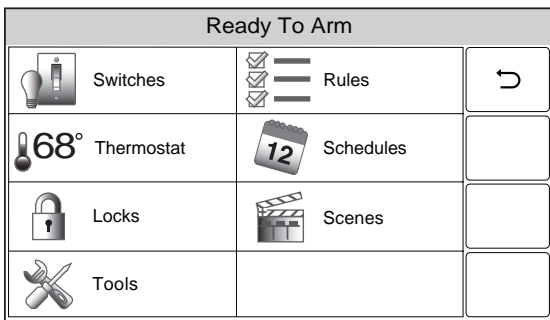 Ready To Arm
Switches
Rules
68° Thermostat
12 Schedules
Locks
Scenes
Tools